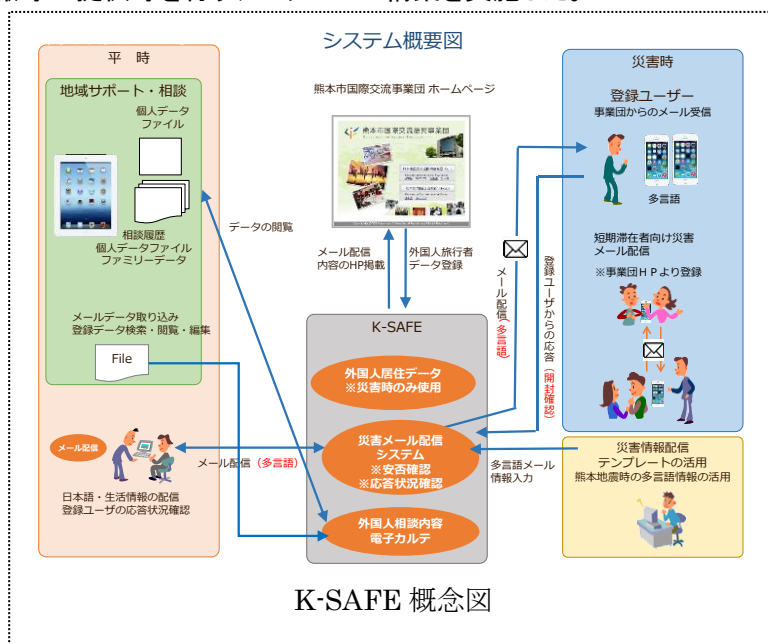 システム概要図
平 時
地域サポート・相談
個人データ
ファイル
相談履歴
個人データファイル
ファミリーデータ
メールデータ取り込み
登録データ検索・閲覧・編集
File
メール配信
日本語・生活情報の配信
登録ユーザの応答状況確認
データの閲覧
メール配信(多言語)
熊本市国際交流事業団 ホームページ
熊本市国際交流振興事業団
メール配信
内容のHP掲載
外国人旅行者
データ登録
K-SAFE
外国人居住データ
※災害時のみ使用
災害メール配信
システム
※安否確認
※応答状況確認
外国人相談内容
電子カルテ
メール配信(多言語)
登録ユーザからの応答(開封確認)
多言語メール
情報入力
災害時
登録ユーザー
事業団からのメール受信
多言語
短期滞在者向け災害
メール配信
※事業団HPより登録
災害情報配信
テンプレートの活用
熊本地震時の多言語情報の活用
K-SAFE 概念図